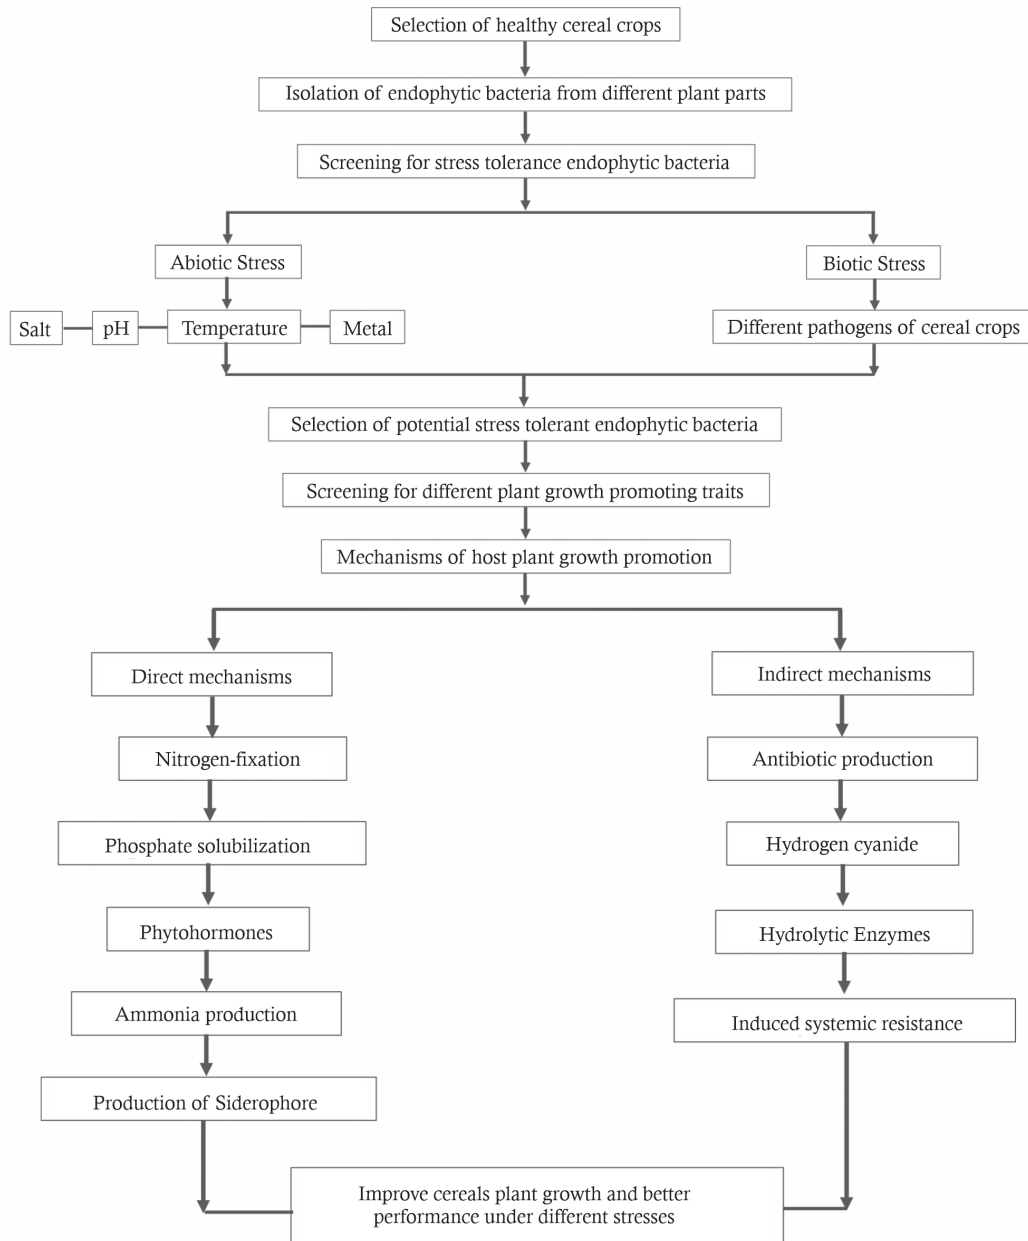 Selection of healthy cereal crops
Isolation of endophytic bacteria from different plant parts
Screening for stress tolerance endophytic bacteria
Abiotic Stress
Biotic Stress
Salt
pH
Temperature
Metal
Different pathogens of cereal crops
Selection of potential stress tolerant endophytic bacteria
Screening for different plant growth promoting traits
Mechanisms of host plant growth promotion
Direct mechanisms
Indirect mechanisms
Nitrogen-fixation
Antibiotic production
Phosphate solubilization
Hydrogen cyanide
Phytohormones
Hydrolytic Enzymes
Ammonia production
Induced systemic resistance
Production of Siderophore
Improve cereals plant growth and better
performance under different stresses